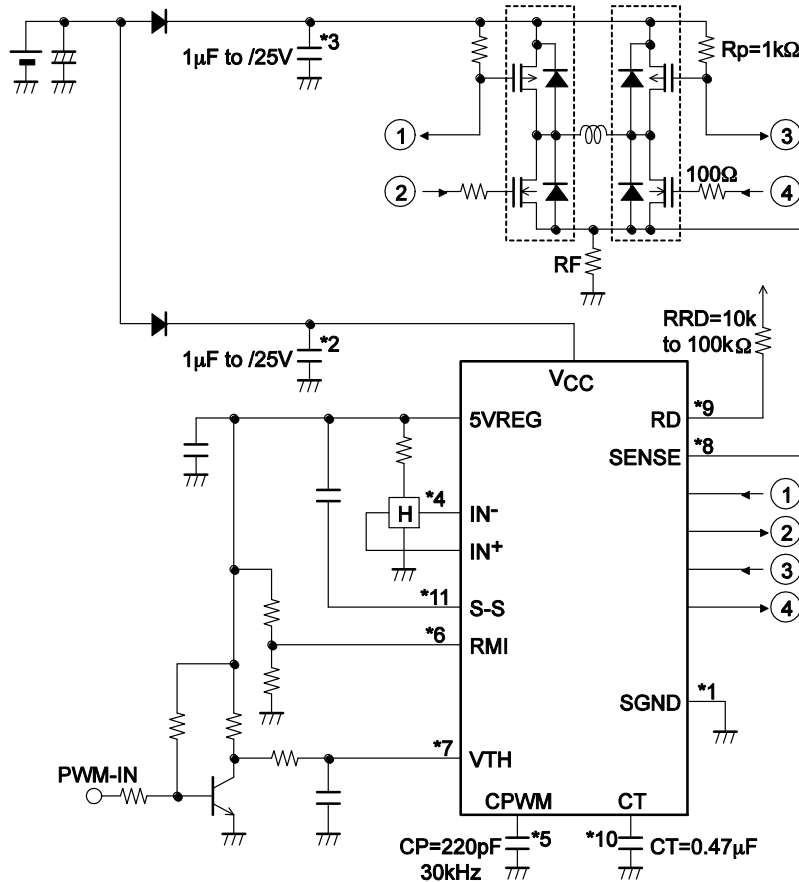 *3
1µF to /25V
Rp=1kΩ
1
3
2
100Ω
4
RF
RRD=10k
to 100kΩ
*2
1µF to /25V
VCC
5VREG
*9
RD
*8
SENSE
*4
H
IN-
1
2
IN+
3
*11
S-S
4
*6
RMI
*1
SGND
*7
VTH
PWM-IN
CPWM
CT
CP=220pF
*5
*10
CT=0.47µF
30kHz